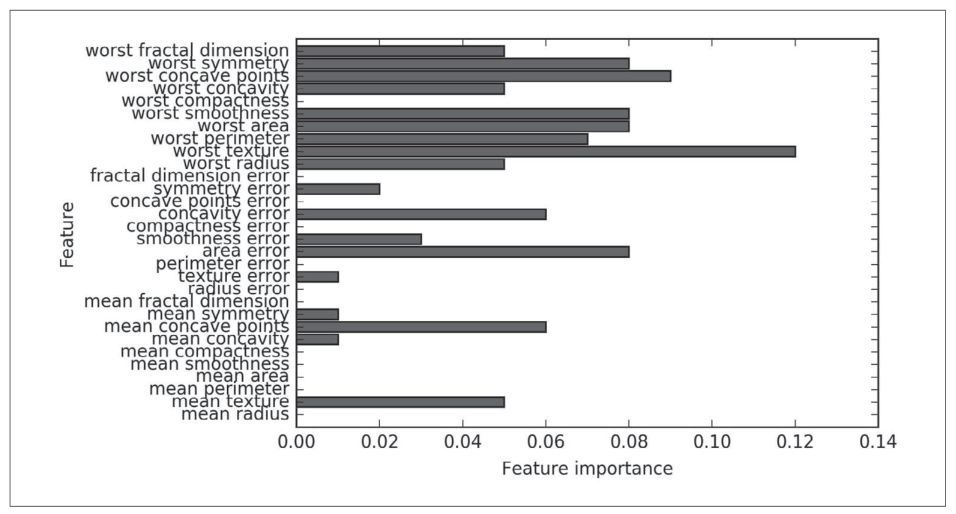 worst fractal dimension
worst symmetry
worst concave points
worst concavity
worst compactness
worst smoothness
worst area
worst perimeter
worst texture
worst radius
fractal dimension error
symmetry error
concave points error
concavity error
compactness error
smoothness error
area error
perimeter error
texture error
radius error
mean fractal dimension
mean symmetry
mean concave points
mean concavity
mean compactness
mean smoothness
mean area
mean perimeter
mean texture
mean radius
Feature
0.00 0.02 0.04 0.06 0.08 0.10 0.12 0.14
Feature importance